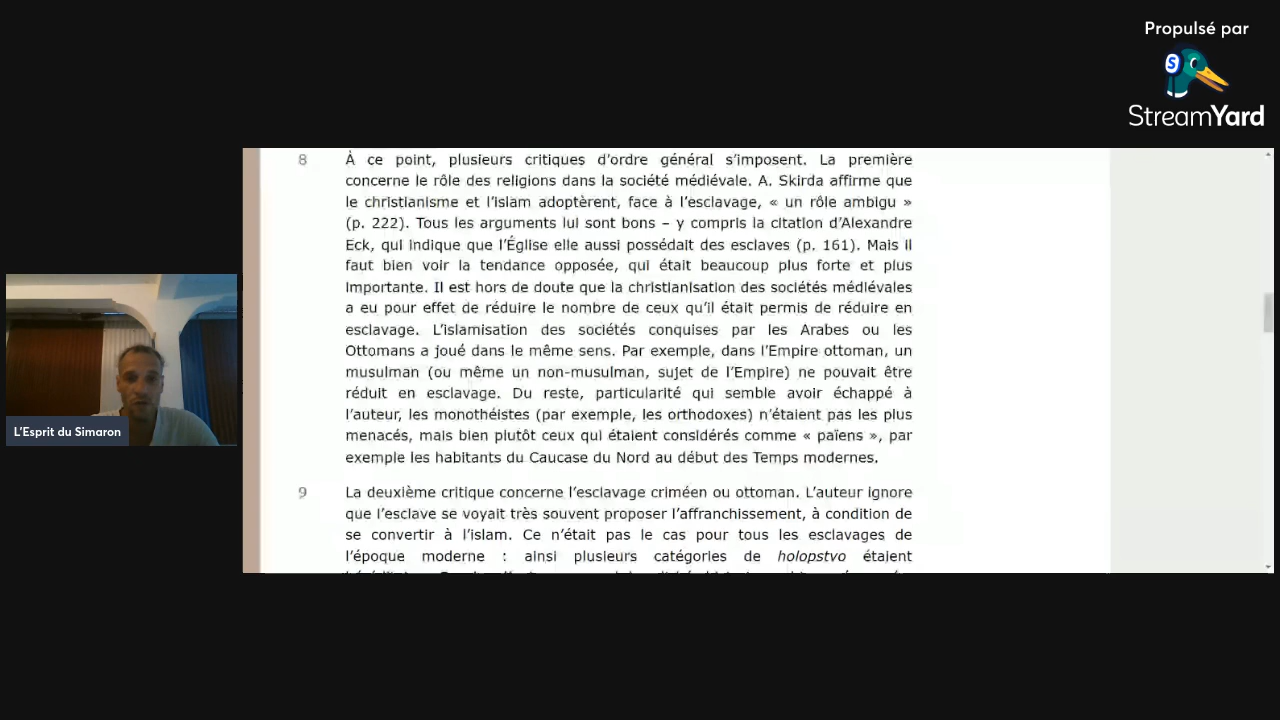 Propulsé par
S
StreamYard
8
À ce point, plusieurs critiques d'ordre général s'imposent. La première
concerne le rôle des religions dans la société médiévale. A. Skirda affirme que
le christianisme et l'islam adoptèrent, face à l'esclavage, « un rôle ambigu »
(p. 222). Tous les arguments lui sont bons – y compris la citation d'Alexandre
Eck, qui indique que l'Église elle aussi possédait des esclaves (p. 161). Mais il
faut bien voir la tendance opposée, qui était beaucoup plus forte et plus
importante. Il est hors de doute que la christianisation des sociétés médiévales
a eu pour effet de réduire le nombre de ceux qu'il était permis de réduire en
esclavage. L'islamisation des sociétés conquises par les Arabes ou les
Ottomans a joué dans le même sens. Par exemple, dans l'Empire ottoman, un
musulman (ou même un non-musulman, sujet de l'Empire) ne pouvait être
réduit en esclavage. Du reste, particularité qui semble avoir échappé à
l'auteur, les monothéistes (par exemple, les orthodoxes) n'étaient pas les plus
menacés, mais bien plutôt ceux qui étaient considérés comme « païens », par
exemple les habitants du Caucase du Nord au début des Temps modernes.
9
La deuxième critique concerne l'esclavage criméen ou ottoman. L'auteur ignore
que l'esclave se voyait très souvent proposer l'affranchissement, à condition de
se convertir à l'islam. Ce n'était pas le cas pour tous les esclavages de
l'époque moderne : ainsi plusieurs catégories de holopstvo étaient
L'Esprit du Simaron